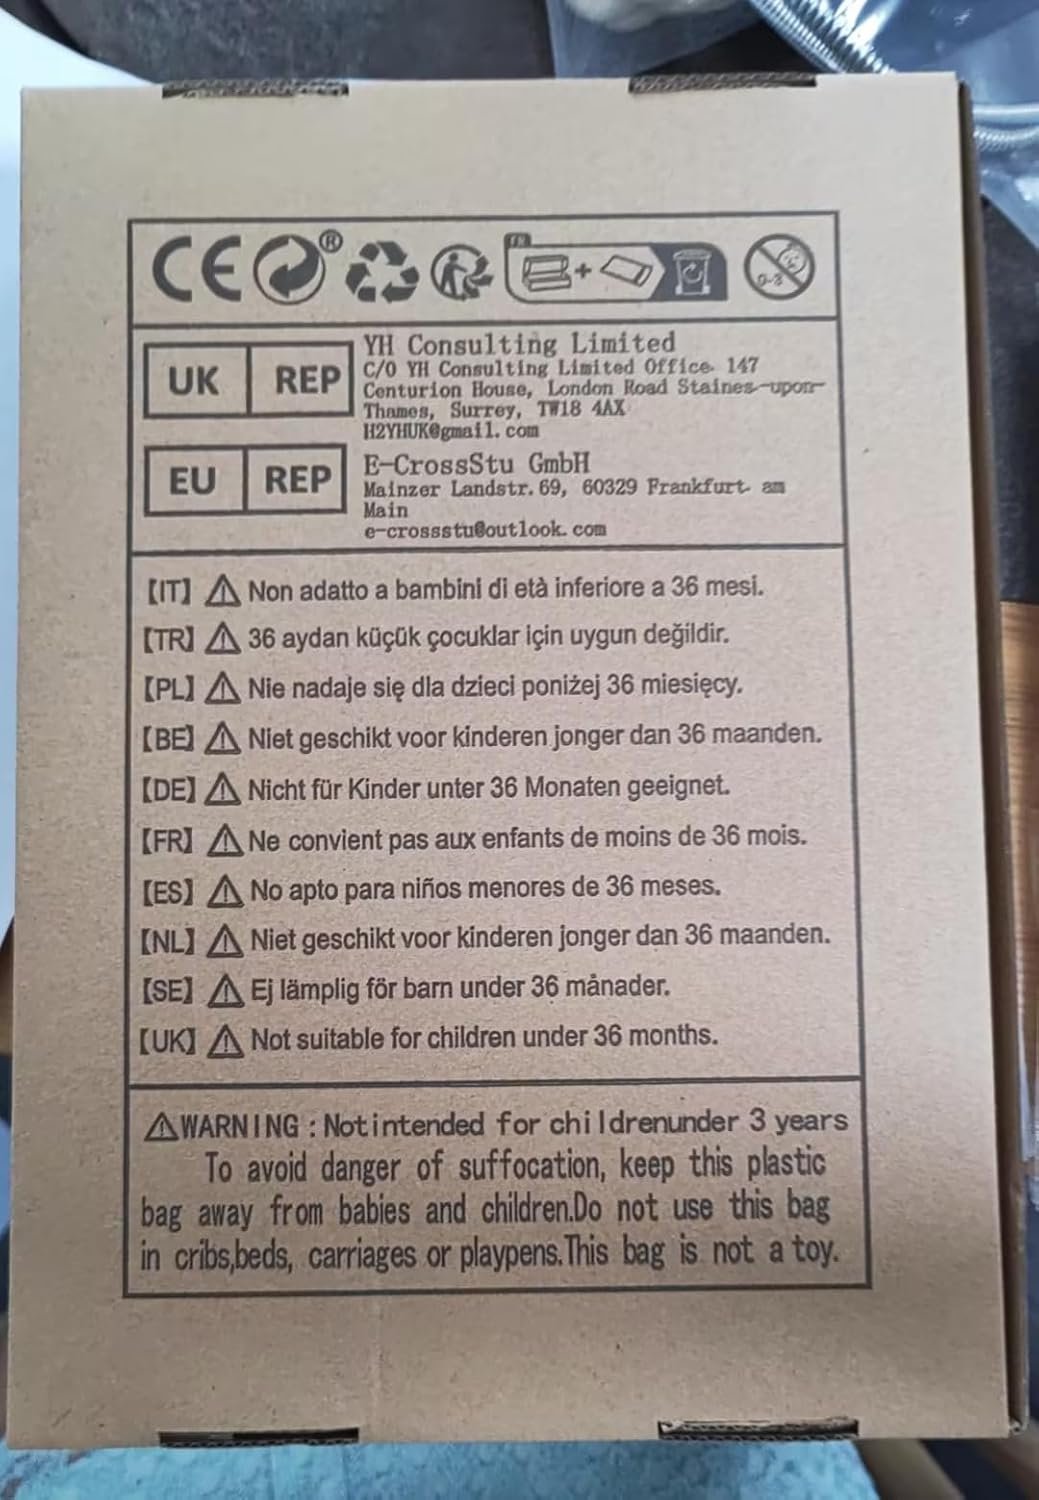 CE ®
FR
0-3
UK REP
YH Consulting Limited
C/O YH Consulting Limited Office 147
Centurion House, London Road Staines-upon-
Thames, Surrey, TW18 4AX
H2YHUK@gmail.com
EU REP
E-CrossStu GmbH
Mainzer Landstr.69, 60329 Frankfurt am
Main
e-crossstu@outlook.com
【IT】 ⚠ Non adatto a bambini di età inferiore a 36 mesi.
【TR】 ⚠ 36 aydan küçük çocuklar için uygun değildir.
【PL】 ⚠ Nie nadaje się dla dzieci poniżej 36 miesięcy.
【BE】 ⚠ Niet geschikt voor kinderen jonger dan 36 maanden.
【DE】 ⚠ Nicht für Kinder unter 36 Monaten geeignet.
【FR】 ⚠ Ne convient pas aux enfants de moins de 36 mois.
【ES】 ⚠ No apto para niños menores de 36 meses.
【NL】 ⚠ Niet geschikt voor kinderen jonger dan 36 maanden.
【SE】 ⚠ Ej lämplig för barn under 36 månader.
【UK】 ⚠ Not suitable for children under 36 months.
⚠WARNING : Notintended for childrenunder 3 years
To avoid danger of suffocation, keep this plastic
bag away from babies and children.Do not use this bag
in cribs,beds, carriages or playpens.This bag is not a toy.